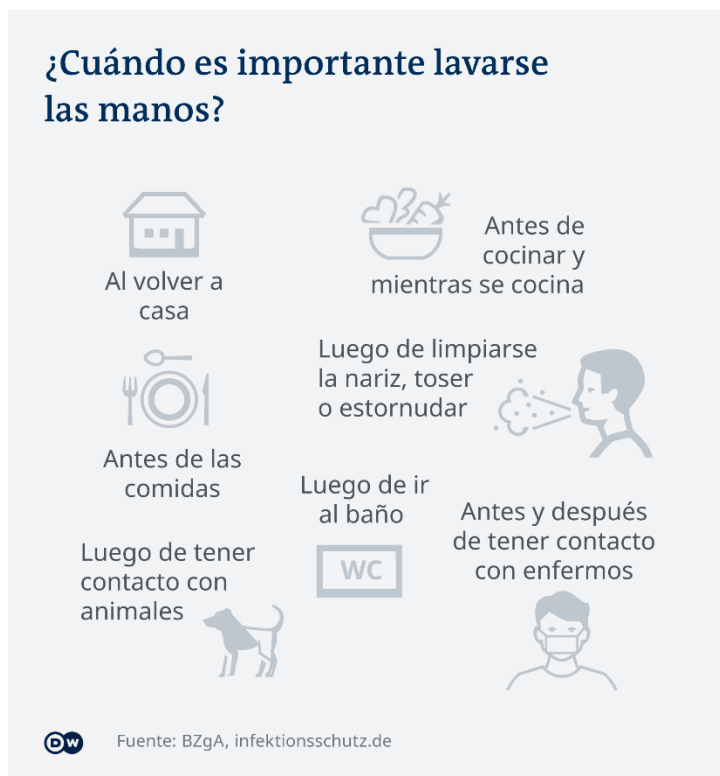 ¿Cuándo es importante lavarse
las manos?
Al volver a
casa
Antes de
cocinar y
mientras se cocina
Antes de las
comidas
Luego de limpiarse
la nariz, toser
o estornudar
Luego de tener
contacto con
animales
Luego de ir
al baño
WC
Antes y después
de tener contacto
con enfermos
DW
Fuente: BZgA, infektionsschutz.de